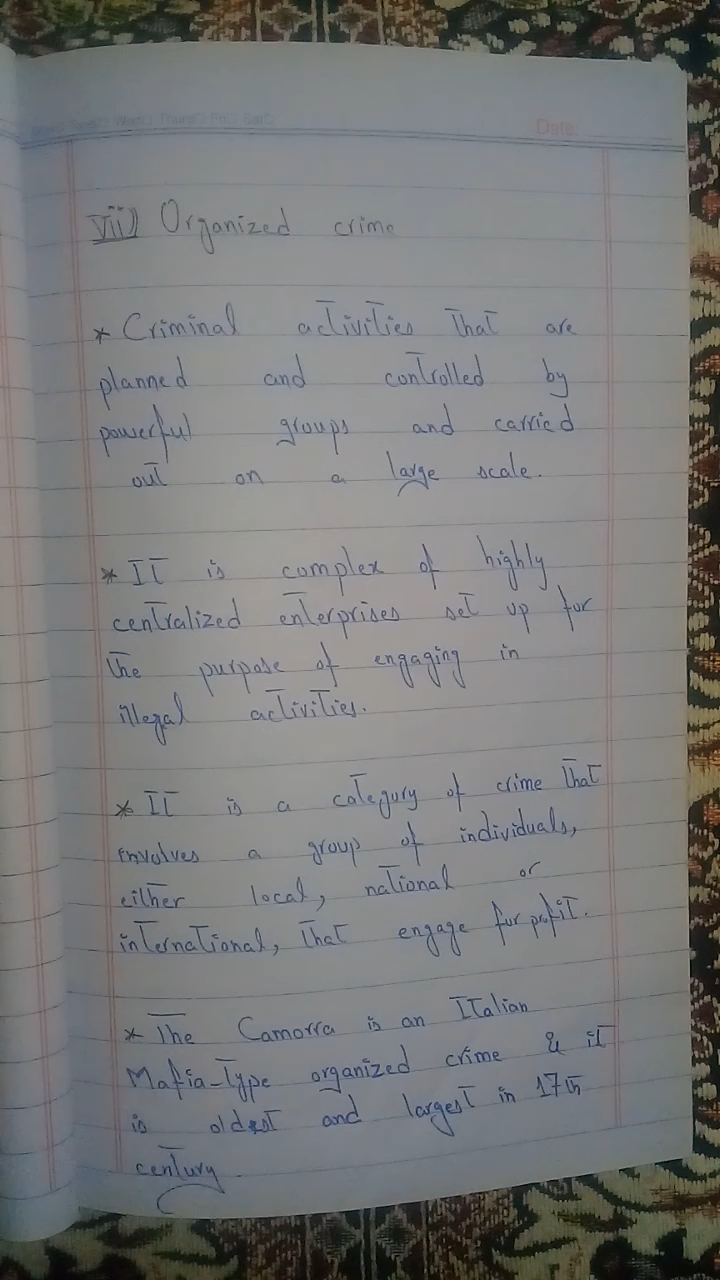 Date:
vii) Organized crime
* Criminal activities that are
planned and controlled by
powerful groups and carried
out on a large scale.
* It is complex of highly
centralized enterprises set up for
the purpose of engaging in
illegal activities.
* It is a category of crime that
envolves a group of individuals,
either local, national or
international, that engage for profit.
* The Camorra is an Italian
Mafia-Type organized crime & it
is oldest and largest in 17th
century